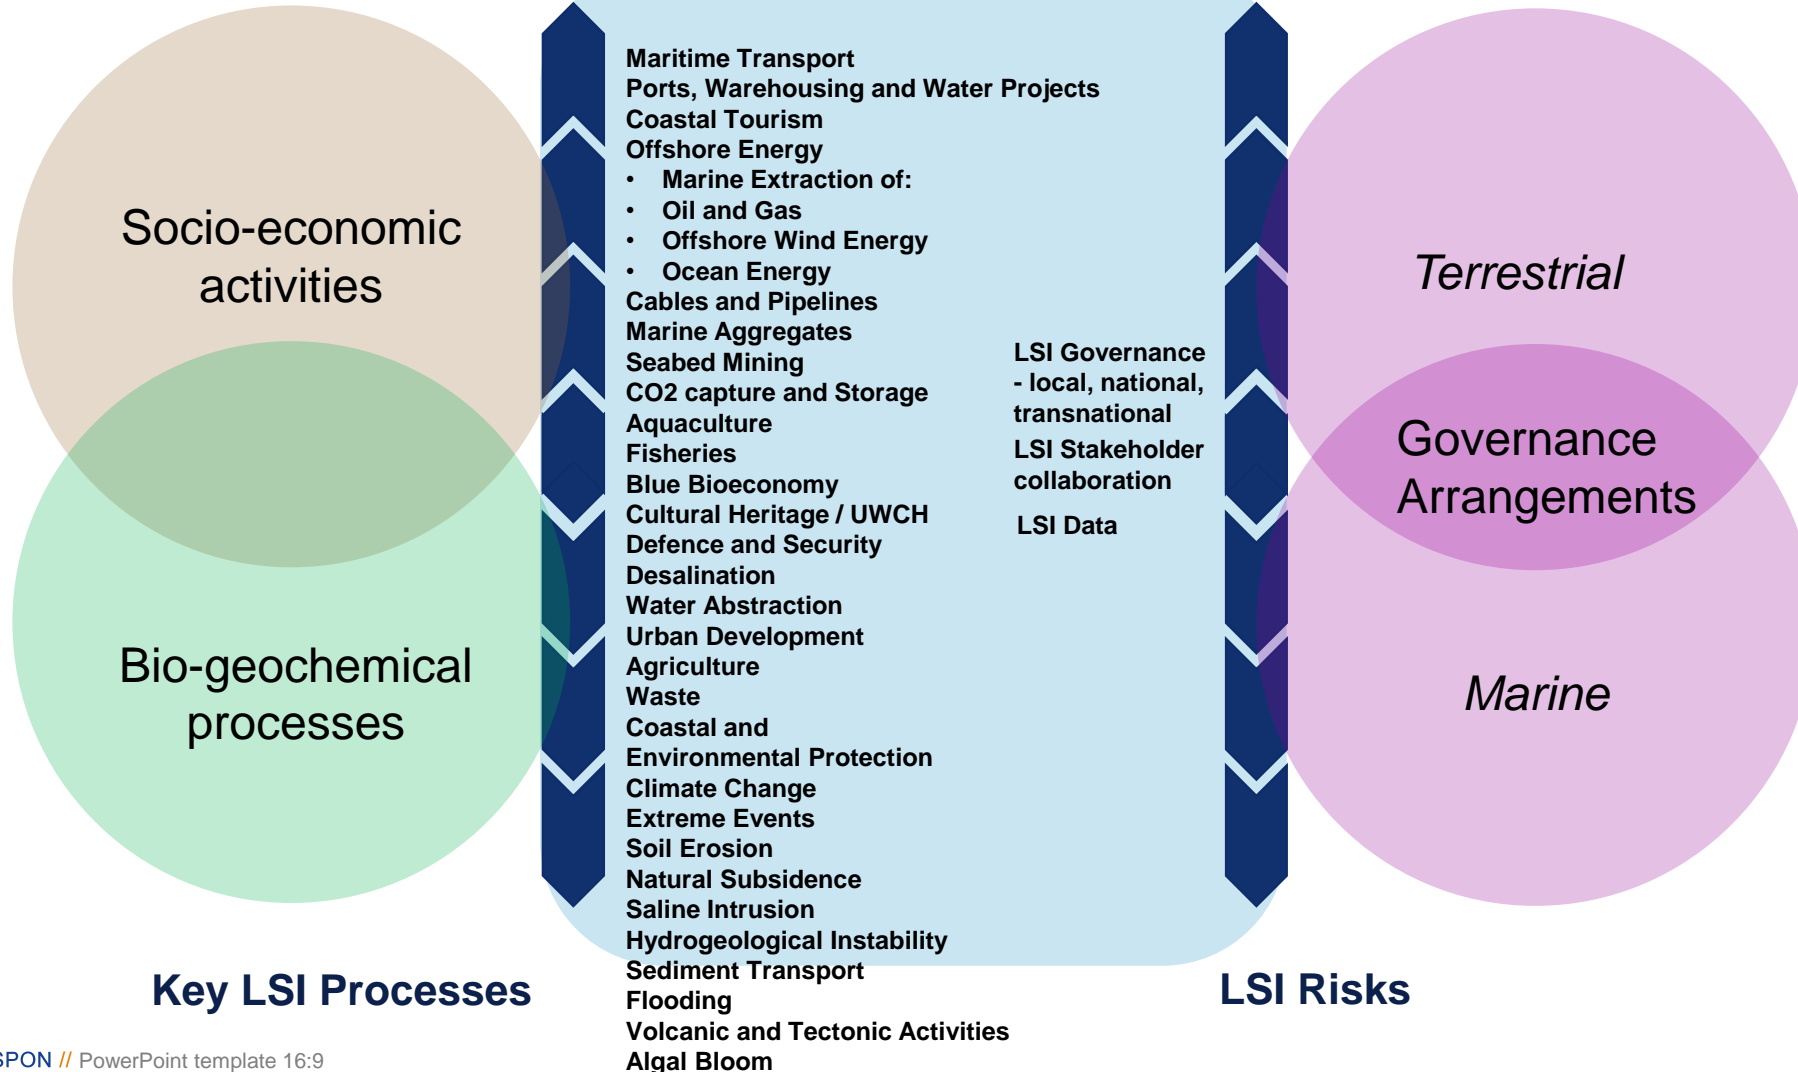 Socio-economic
activities
Bio-geochemical
processes
Key LSI Processes
Maritime Transport
Ports, Warehousing and Water Projects
Coastal Tourism
Offshore Energy
• Marine Extraction of:
• Oil and Gas
• Offshore Wind Energy
• Ocean Energy
Cables and Pipelines
Marine Aggregates
Seabed Mining
CO2 capture and Storage
Aquaculture
Fisheries
Blue Bioeconomy
Cultural Heritage / UWCH
Defence and Security
Desalination
Water Abstraction
Urban Development
Agriculture
Waste
Coastal and
Environmental Protection
Climate Change
Extreme Events
Soil Erosion
Natural Subsidence
Saline Intrusion
Hydrogeological Instability
Sediment Transport
Flooding
Volcanic and Tectonic Activities
Algal Bloom
LSI Governance
- local, national,
transnational
LSI Stakeholder
collaboration
LSI Data
Terrestrial
Governance
Arrangements
Marine
LSI Risks
SPON // PowerPoint template 16:9